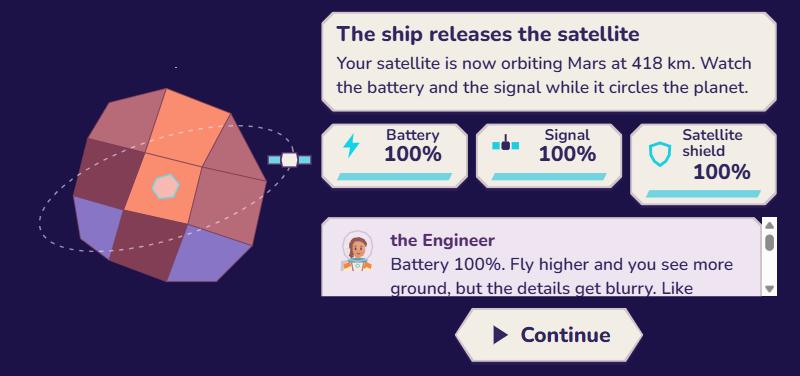 The ship releases the satellite
Your satellite is now orbiting Mars at 418 km. Watch
the battery and the signal while it circles the planet.
Battery
100%
Signal
100%
Satellite
shield
100%
the Engineer
Battery 100%. Fly higher and you see more
ground, but the details get blurry. Like
Continue